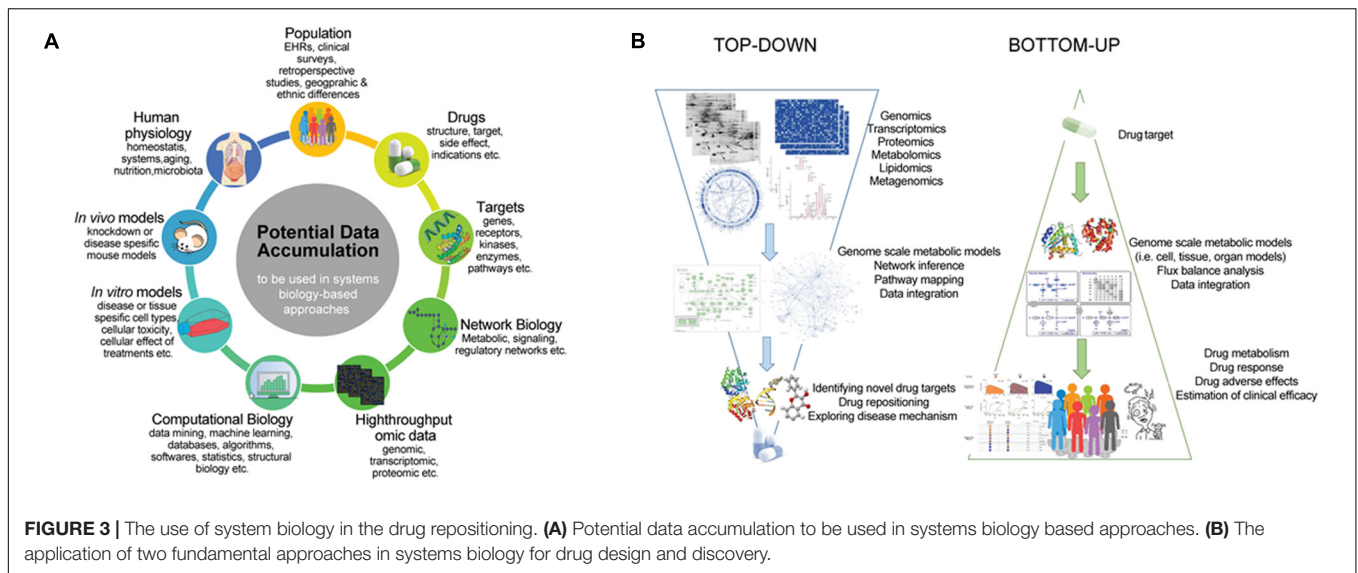 A
Population
EHRs, clinical
surveys,
retroperspective
studies, geogprahic &
ethnic differences
Drugs
structure, target,
side effect,
indications etc.
Targets
genes,
receptors,
kinases,
enzymes,
pathways etc.
Network Biology
Metabolic, signaling,
regulatory networks etc.
Highthroughput
omic data
genomic,
transcriptomic,
proteomic etc.
Computational Biology
data mining, machine learning,
databases, algorithms,
softwares, statistics, structural
biology etc.
In vitro models
disease or tissue
spesific cell types,
cellular toxicity,
cellular effect of
treatments etc.
In vivo models
knockdown or
disease spesific
mouse models
Human
physiology
homeostatis,
systems,aging,
nutrition,microbiota
Potential Data
Accumulation
to be used in systems
biology-based
approaches
B
TOP-DOWN
Genomics
Transcriptomics
Proteomics
Metabolomics
Lipidomics
Metagenomics
Genome scale metabolic models
Network inference
Pathway mapping
Data integration
Identifying novel drug targets
Drug repositioning
Exploring disease mechanism
BOTTOM-UP
Drug target
Genome scale metabolic models
(i.e. cell, tissue, organ models)
Flux balance analysis
Data integration
Drug metabolism
Drug response
Drug adverse effects
Estimation of clinical efficacy
FIGURE 3 | The use of system biology in the drug repositioning. (A) Potential data accumulation to be used in systems biology based approaches. (B) The
application of two fundamental approaches in systems biology for drug design and discovery.